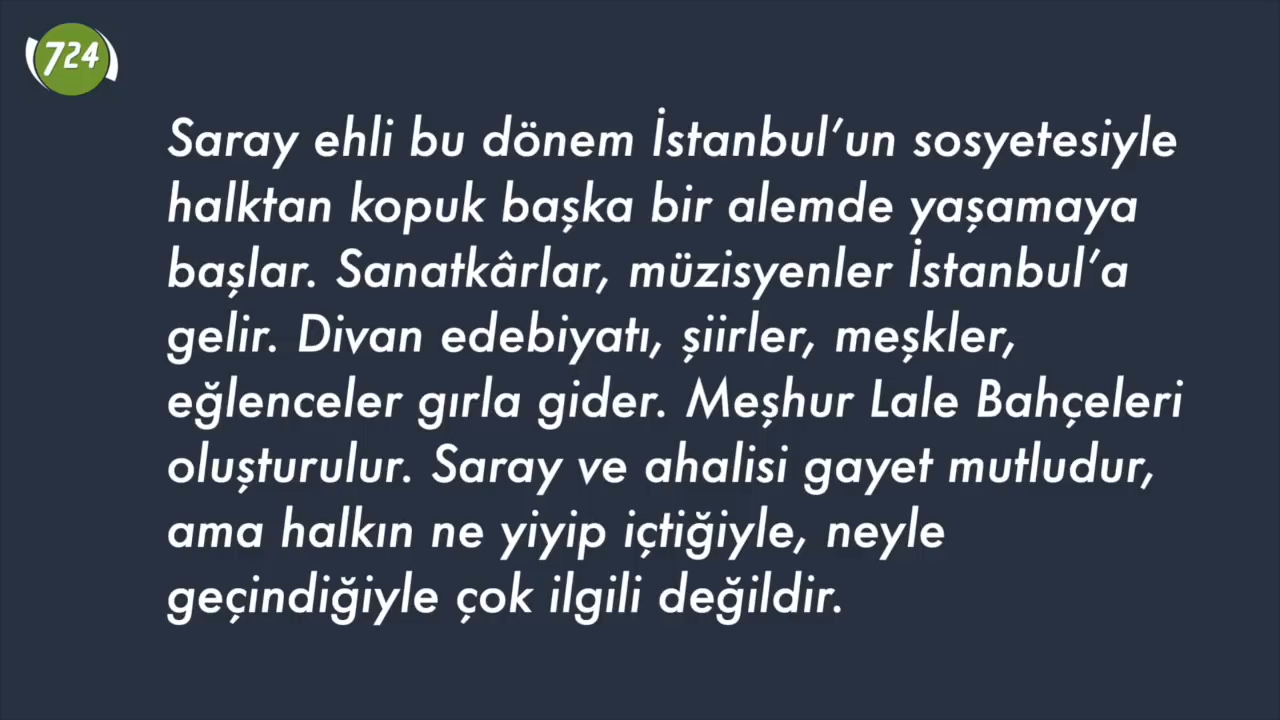 724
Saray ehli bu dönem İstanbul’un sosyetesiyle
halktan kopuk başka bir alemde yaşamaya
başlar. Sanatkârlar, müzisyenler İstanbul’a
gelir. Divan edebiyatı, şiirler, meşkler,
eğlenceler gırla gider. Meşhur Lale Bahçeleri
oluşturulur. Saray ve ahalisi gayet mutludur,
ama halkın ne yiyip içtiğiyle, neyle
geçindiğiyle çok ilgili değildir.